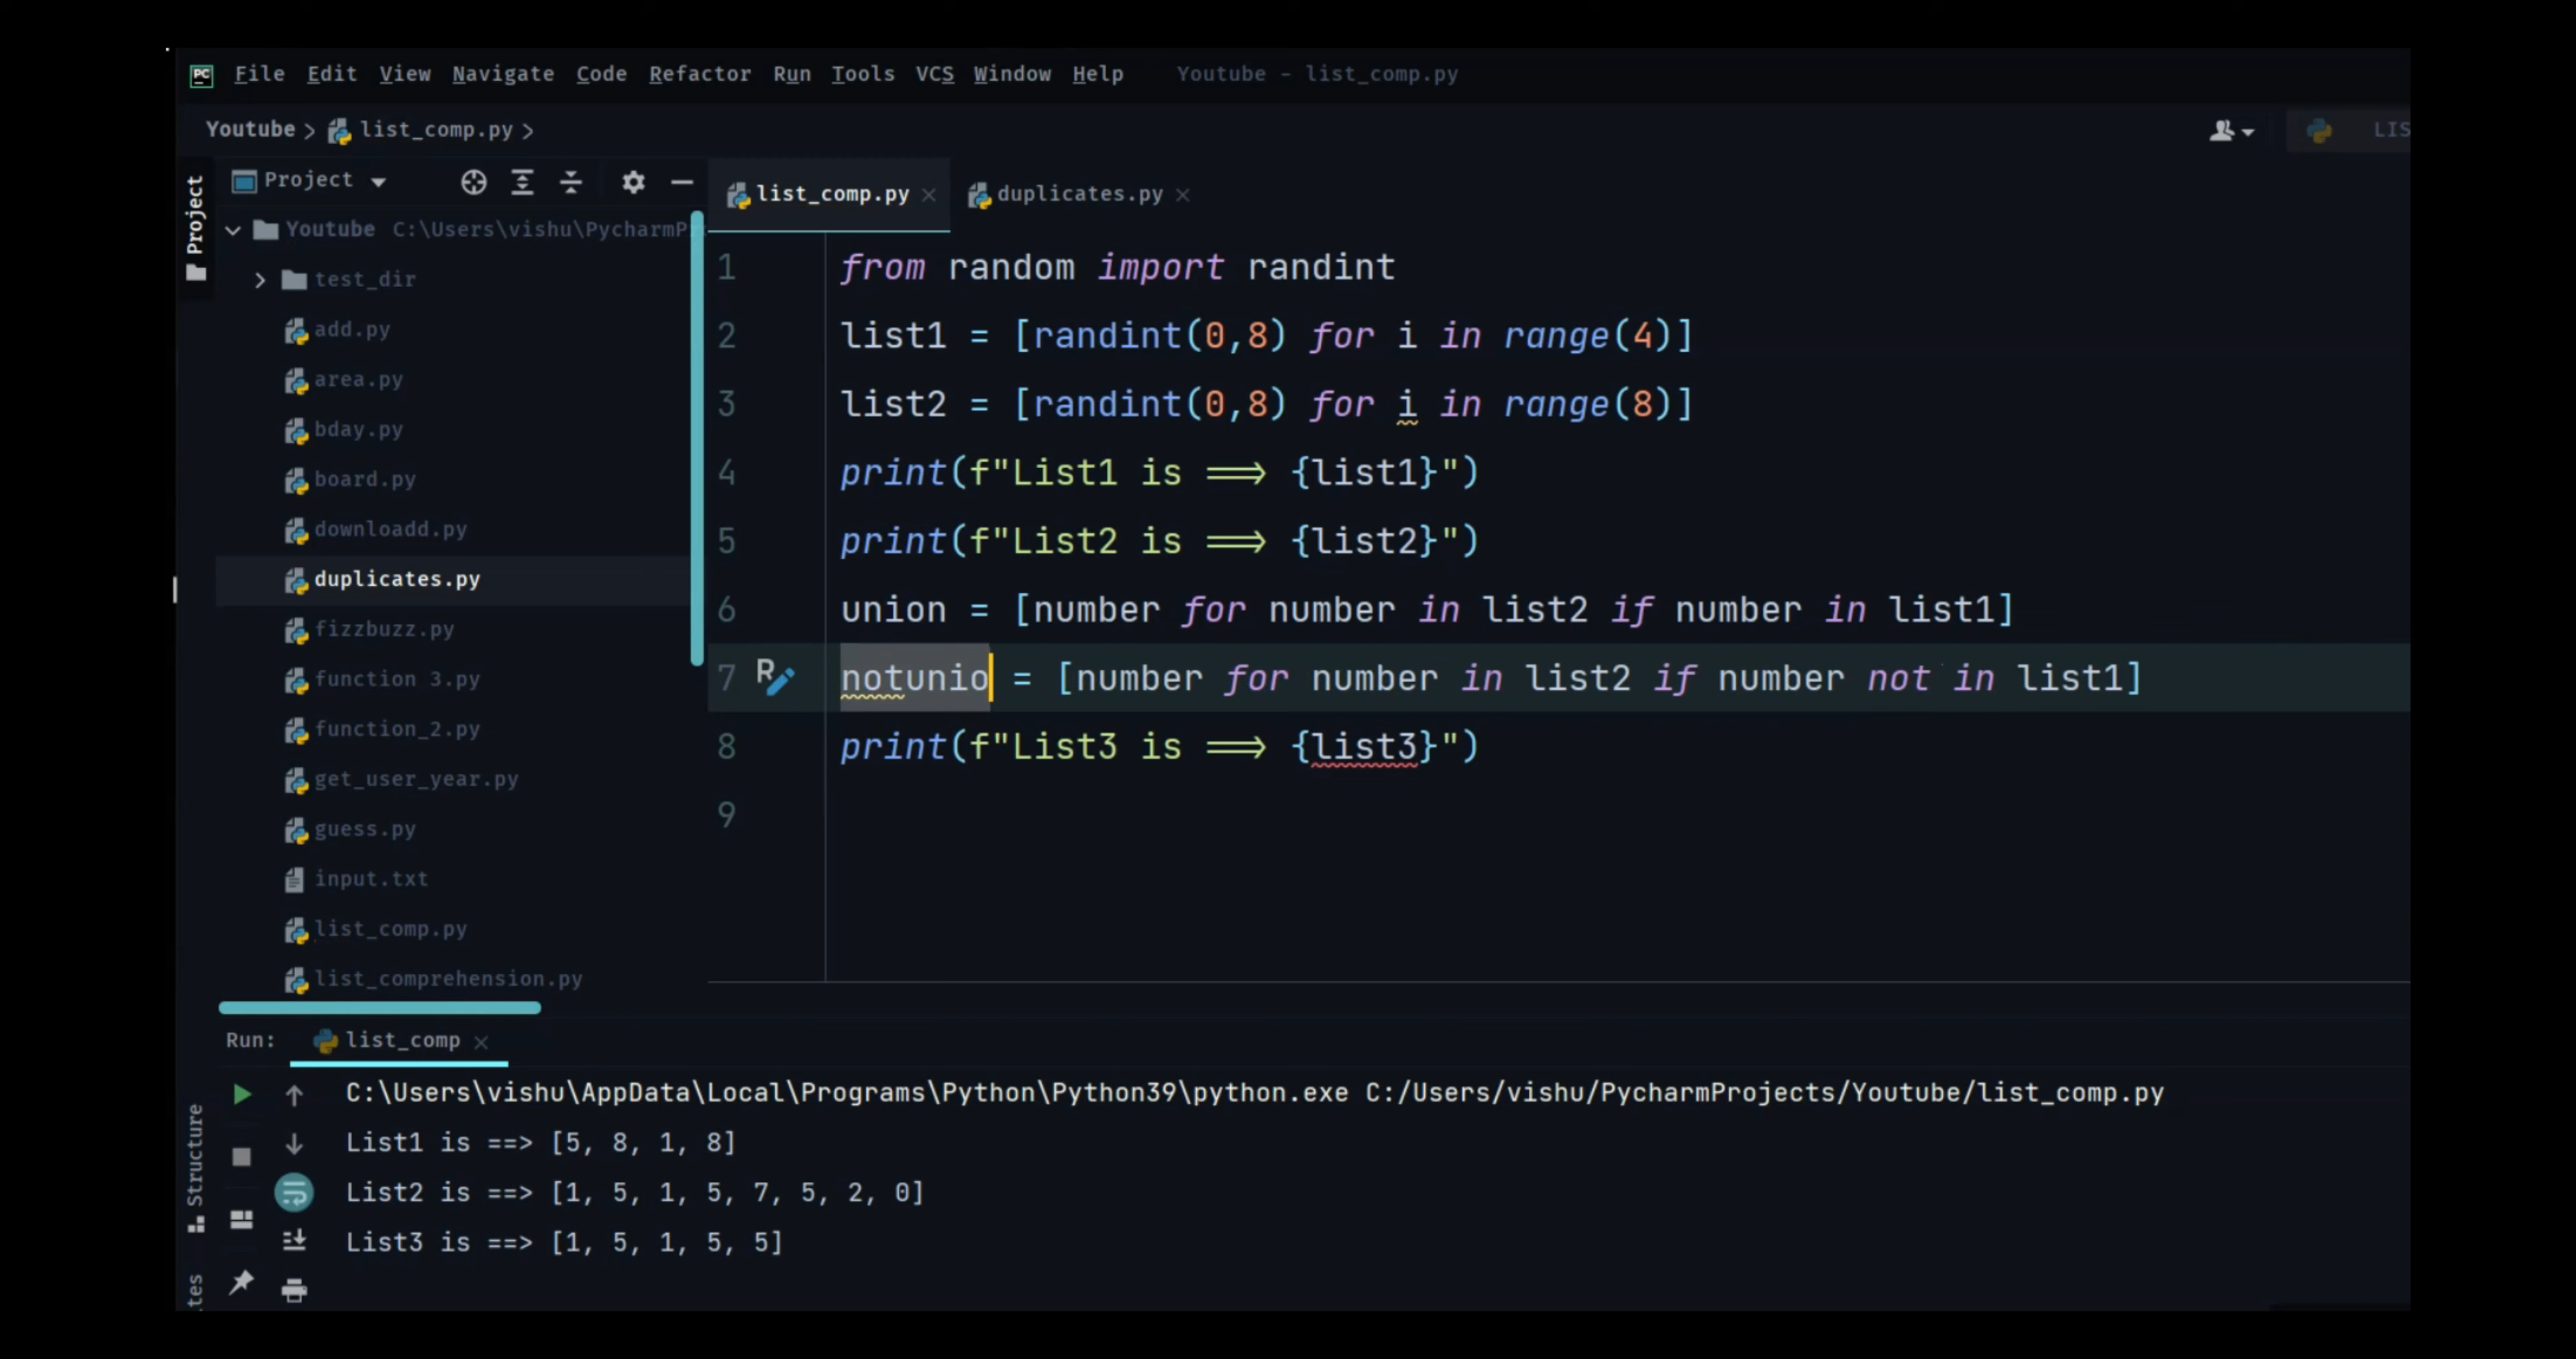 PC File Edit View Navigate Code Refactor Run Tools VCS Window Help Youtube - list_comp.py
Youtube > list_comp.py >
LIS
Project
Project
list_comp.py
duplicates.py
Youtube C:\Users\vishu\PycharmPr
test_dir
add.py
area.py
bday.py
board.py
downloadd.py
duplicates.py
fizzbuzz.py
function 3.py
function_2.py
get_user_year.py
guess.py
input.txt
list_comp.py
list_comprehension.py
1 from random import randint
2 list1 = [randint(0,8) for i in range(4)]
3 list2 = [randint(0,8) for i in range(8)]
4 print(f"List1 is ==> {list1}")
5 print(f"List2 is ==> {list2}")
6 union = [number for number in list2 if number in list1]
7 notunio = [number for number in list2 if number not in list1]
8 print(f"List3 is ==> {list3}")
9
Run: list_comp
C:\Users\vishu\AppData\Local\Programs\Python\Python39\python.exe C:/Users/vishu/PycharmProjects/Youtube/list_comp.py
List1 is ==> [5, 8, 1, 8]
List2 is ==> [1, 5, 1, 5, 7, 5, 2, 0]
List3 is ==> [1, 5, 1, 5, 5]
Structure